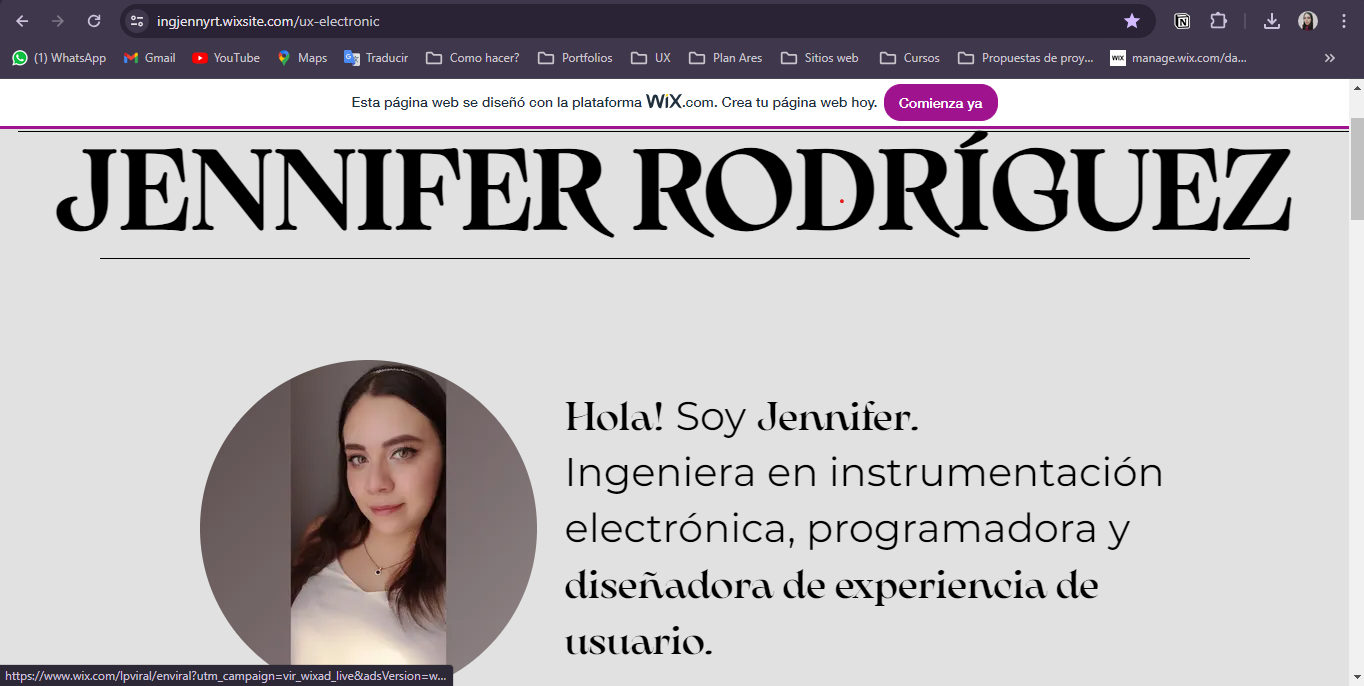 ingjennyrt.wixsite.com/ux-electronic
(1) WhatsApp Gmail YouTube Maps Traducir Como hacer? Portfolios UX Plan Ares Sitios web Cursos Propuestas de proy... WIX manage.wix.com/da...
Esta página web se diseñó con la plataforma WiX.com. Crea tu página web hoy. Comienza ya
JENNIFER RODRÍGUEZ
Hola! Soy Jennifer.
Ingeniera en instrumentación
electrónica, programadora y
diseñadora de experiencia de
usuario.
https://www.wix.com/lpviral/enviral?utm_campaign=vir_wixad_live&adsVersion=w...